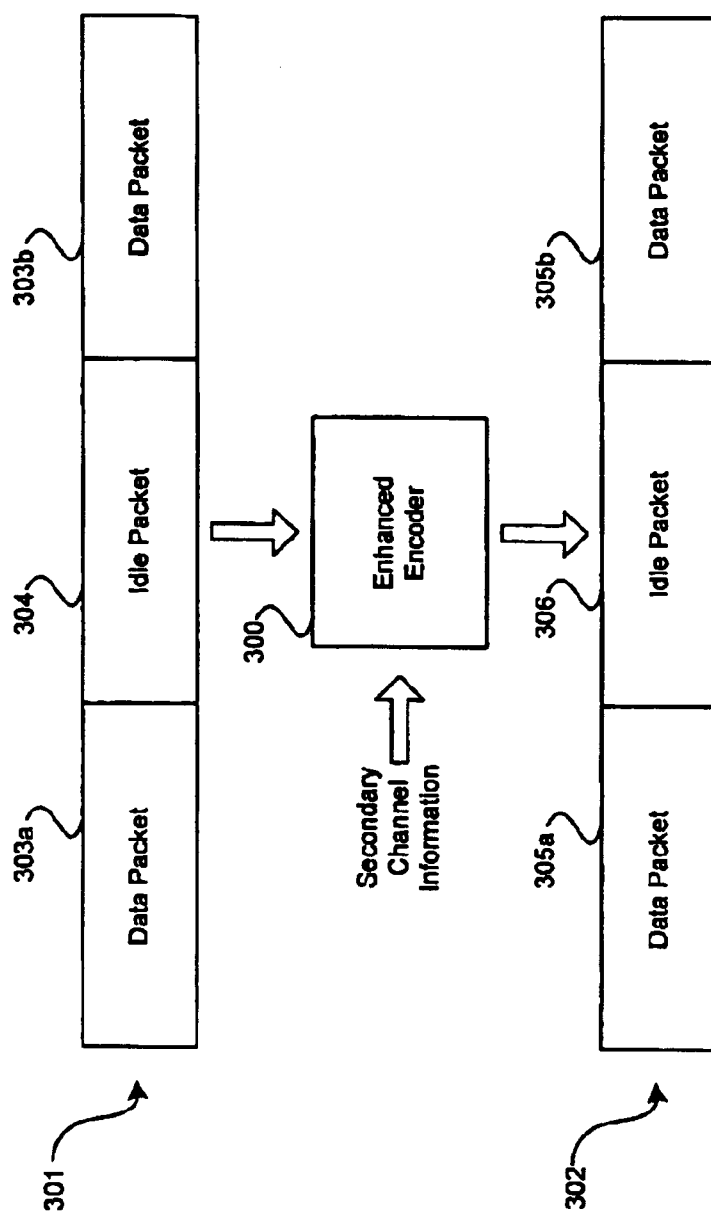 301
303a
304
303b
Data Packet
Idle Packet
Data Packet
300
Enhanced
Encoder
Secondary
Channel
Information
302
305a
306
305b
Data Packet
Idle Packet
Data Packet